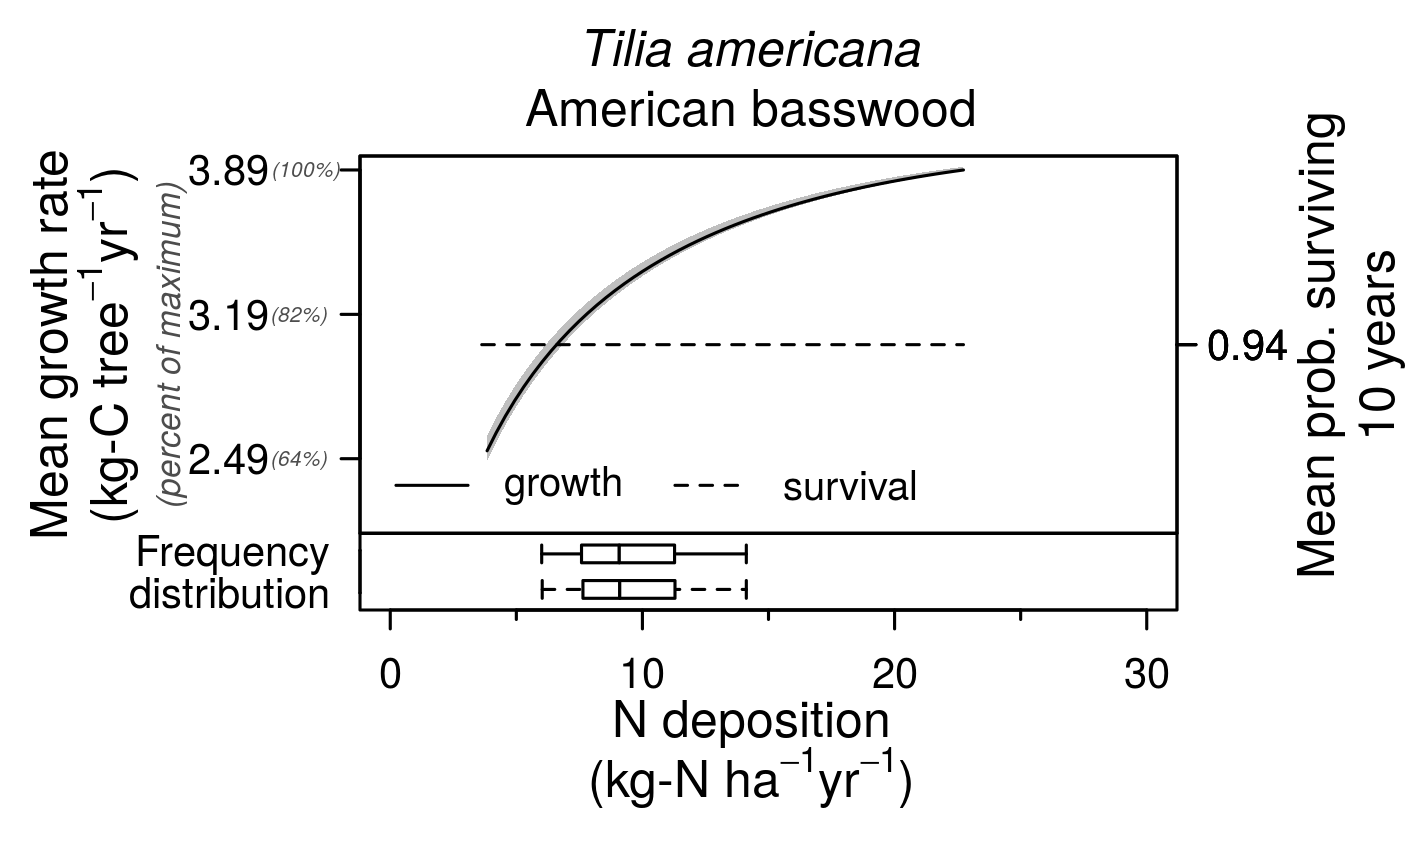 Tilia americana
American basswood
Mean growth rate
(kg-C tree⁻¹yr⁻¹)
(percent of maximum)
3.89 (100%)
3.19 (82%)
2.49 (64%)
growth
survival
0.94
Mean prob. surviving
10 years
Frequency
distribution
0 10 20 30
N deposition
(kg-N ha⁻¹yr⁻¹)